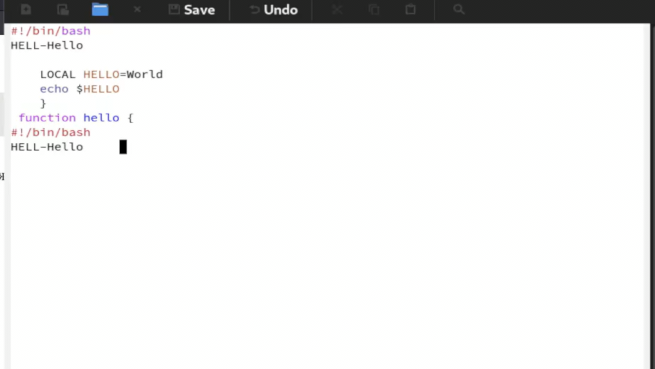 Save Undo
#!/bin/bash
HELL-Hello
LOCAL HELLO=World
echo $HELLO
}
function hello {
#!/bin/bash
HELL-Hello